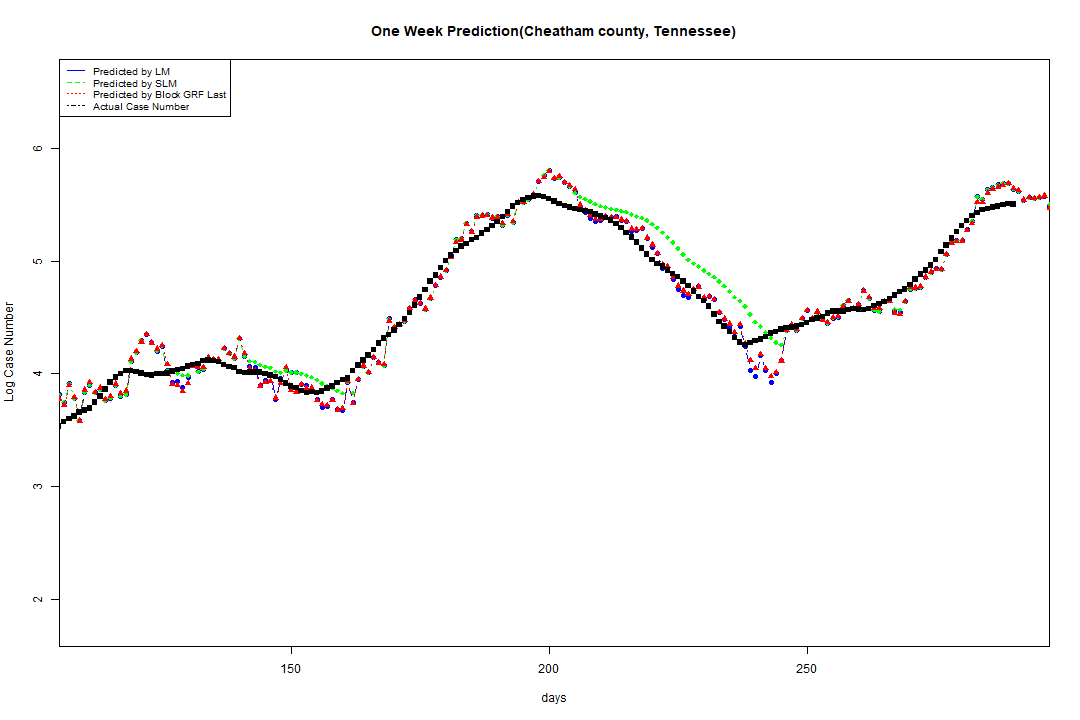 One Week Prediction(Cheatham county, Tennessee)
Predicted by LM
Predicted by SLM
Predicted by Block GRF Last
Actual Case Number
6
5
4
3
2
Log Case Number
150
200
250
days